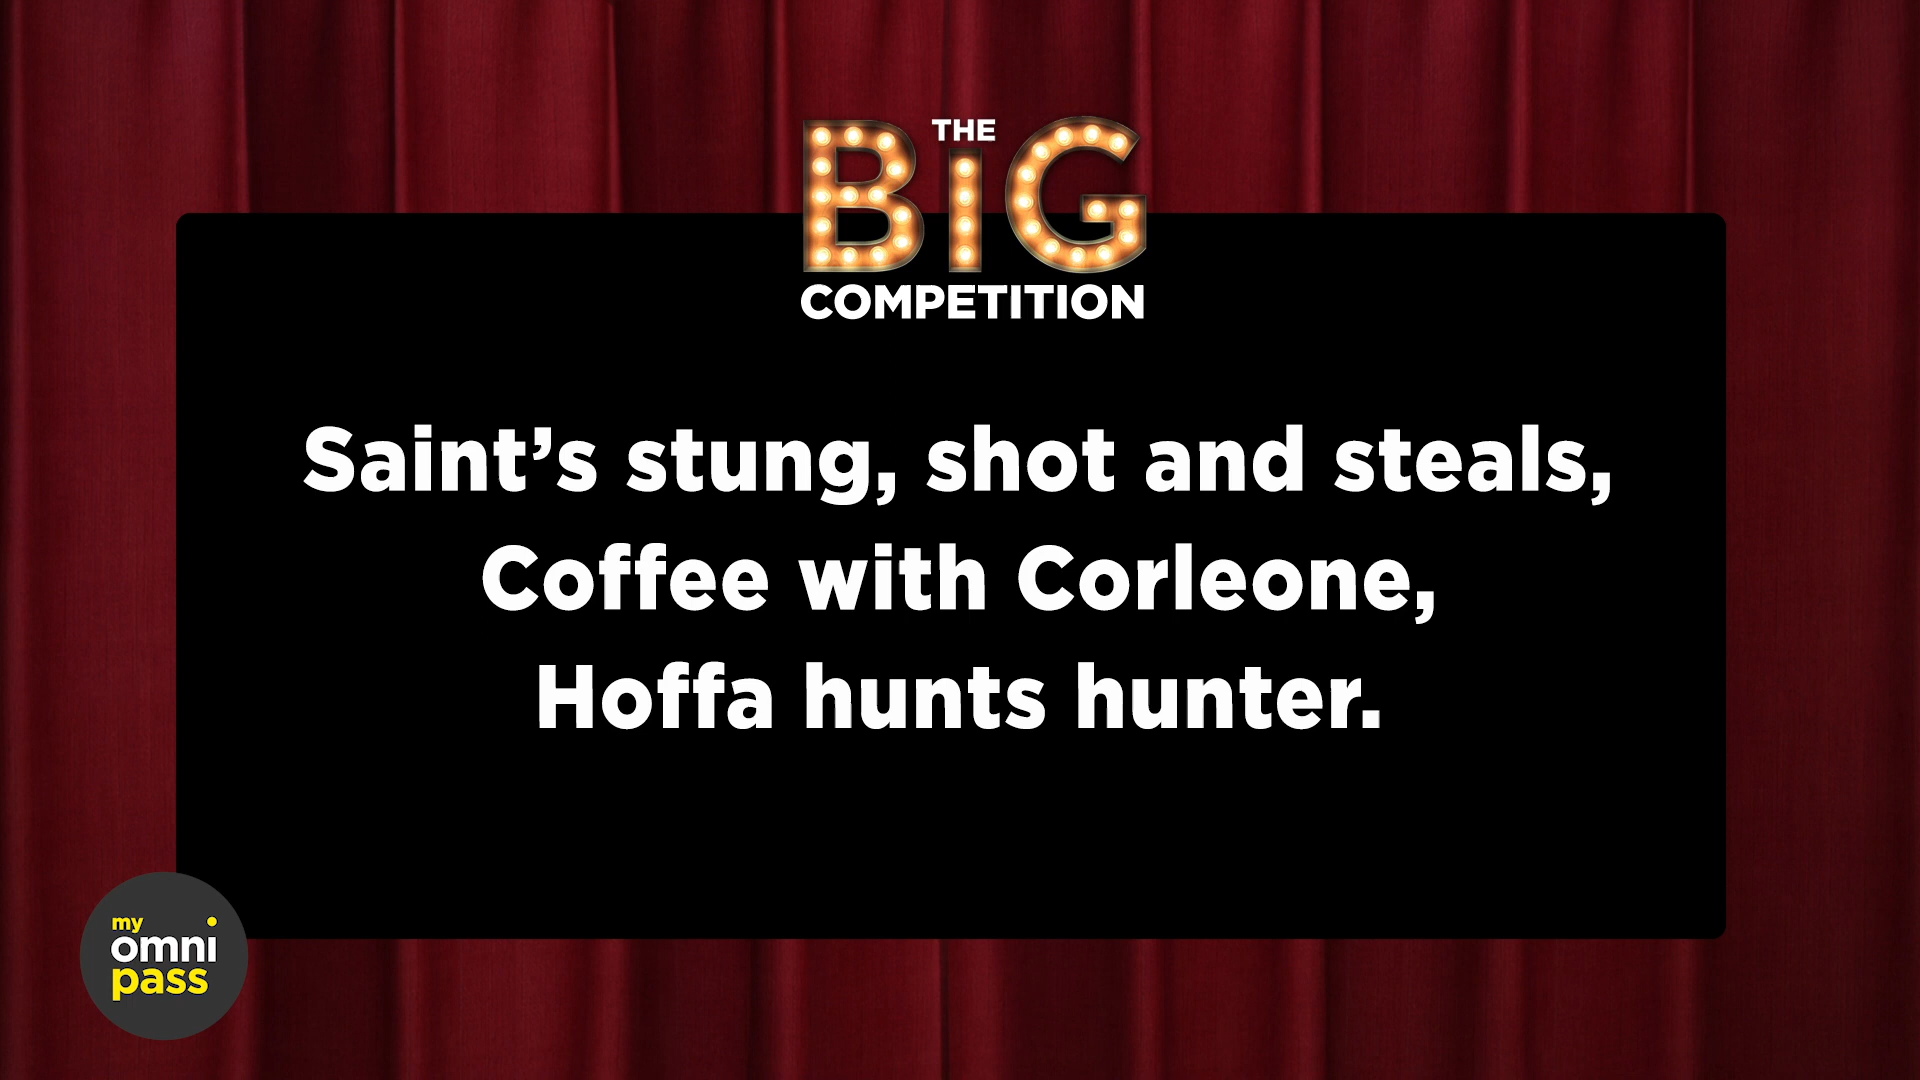 THE
BIG
COMPETITION
Saint’s stung, shot and steals,
Coffee with Corleone,
Hoffa hunts hunter.
my
omni
pass